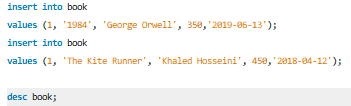 insert into book
values (1, '1984', 'George Orwell', 350,'2019-06-13');
insert into book
values (1, 'The Kite Runner', 'Khaled Hosseini', 450,'2018-04-12');
desc book;